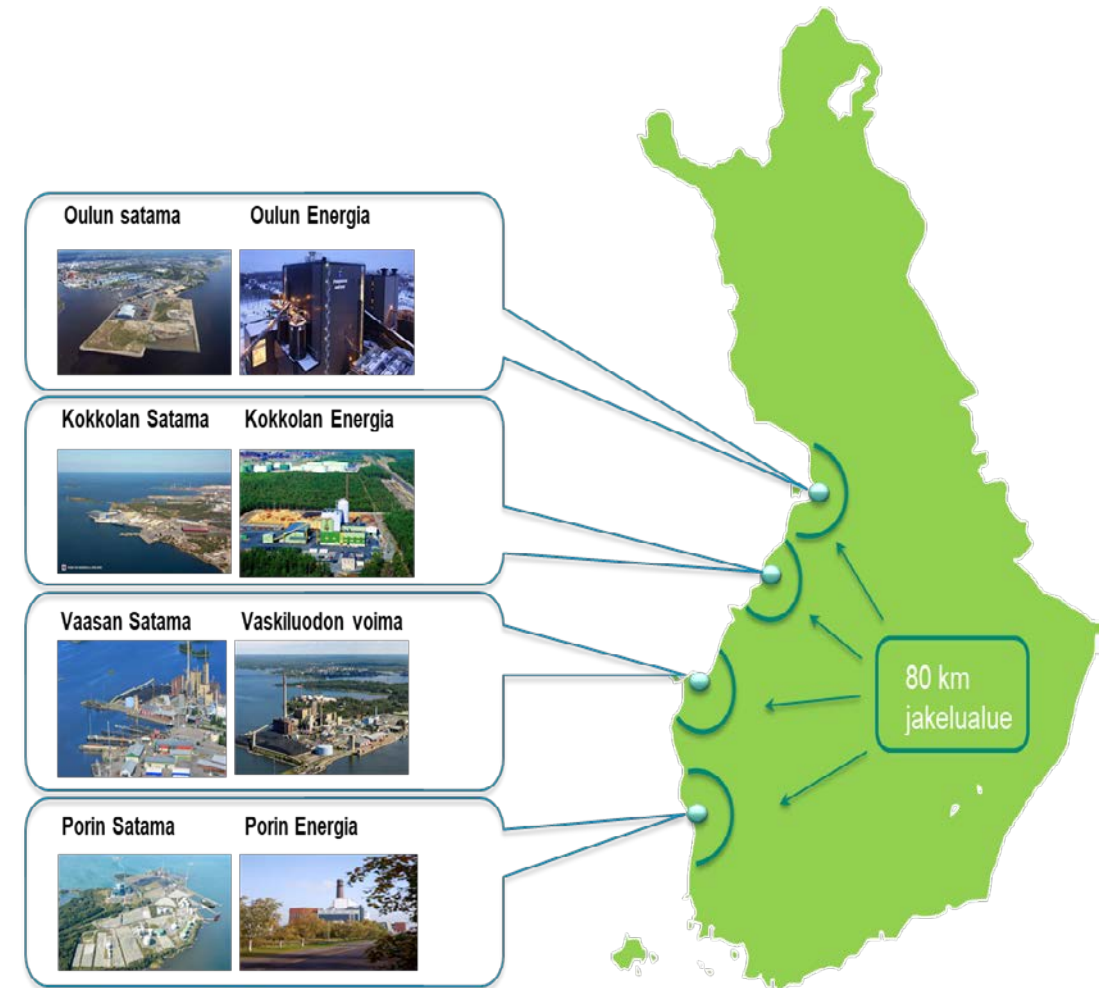 Oulun satama
Oulun Energia
Kokkolan Satama
Kokkolan Energia
Vaasan Satama
Vaskiluodon voima
Porin Satama
Porin Energia
80 km
jakelualue